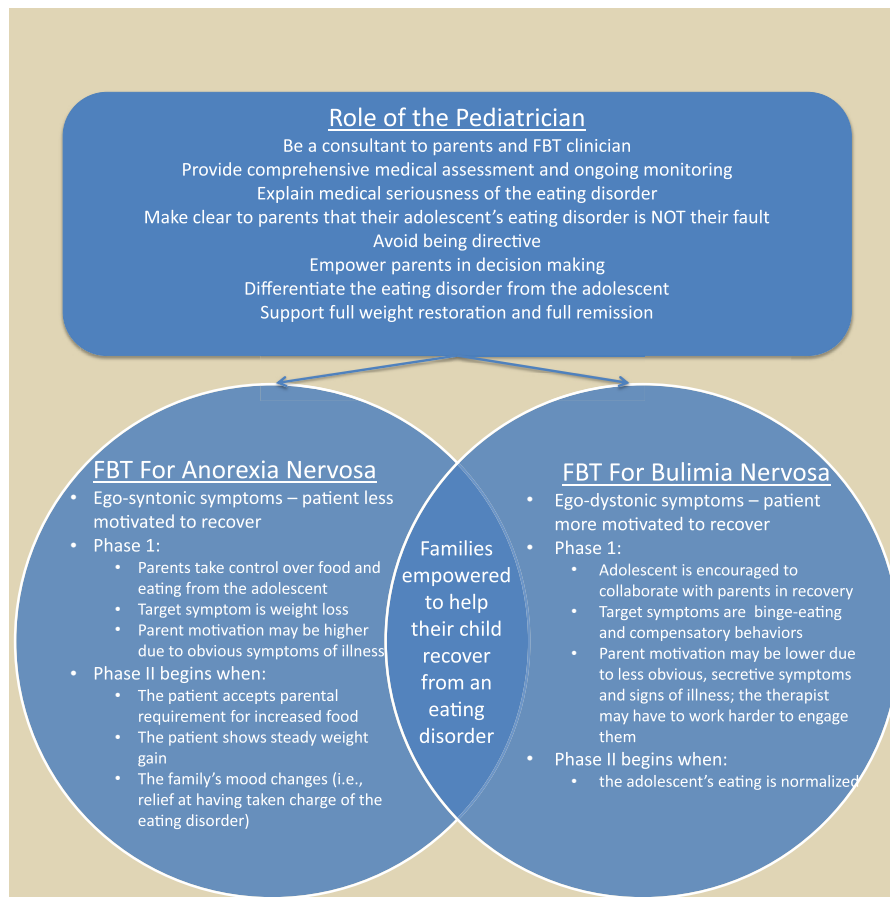 Role of the Pediatrician
Be a consultant to parents and FBT clinician
Provide comprehensive medical assessment and ongoing monitoring
Explain medical seriousness of the eating disorder
Make clear to parents that their adolescent’s eating disorder is NOT their fault
Avoid being directive
Empower parents in decision making
Differentiate the eating disorder from the adolescent
Support full weight restoration and full remission
FBT For Anorexia Nervosa
• Ego-syntonic symptoms – patient less
motivated to recover
• Phase 1:
• Parents take control over food and
eating from the adolescent
• Target symptom is weight loss
• Parent motivation may be higher
due to obvious symptoms of illness
• Phase II begins when:
• The patient accepts parental
requirement for increased food
• The patient shows steady weight
gain
• The family’s mood changes (i.e.,
relief at having taken charge of the
eating disorder)
Families
empowered
to help
their child
recover
from an
eating
disorder
FBT For Bulimia Nervosa
• Ego-dystonic symptoms – patient
more motivated to recover
• Phase 1:
• Adolescent is encouraged to
collaborate with parents in recovery
• Target symptoms are binge-eating
and compensatory behaviors
• Parent motivation may be lower due
to less obvious, secretive symptoms
and signs of illness; the therapist
may have to work harder to engage
them
• Phase II begins when:
• the adolescent’s eating is normalized